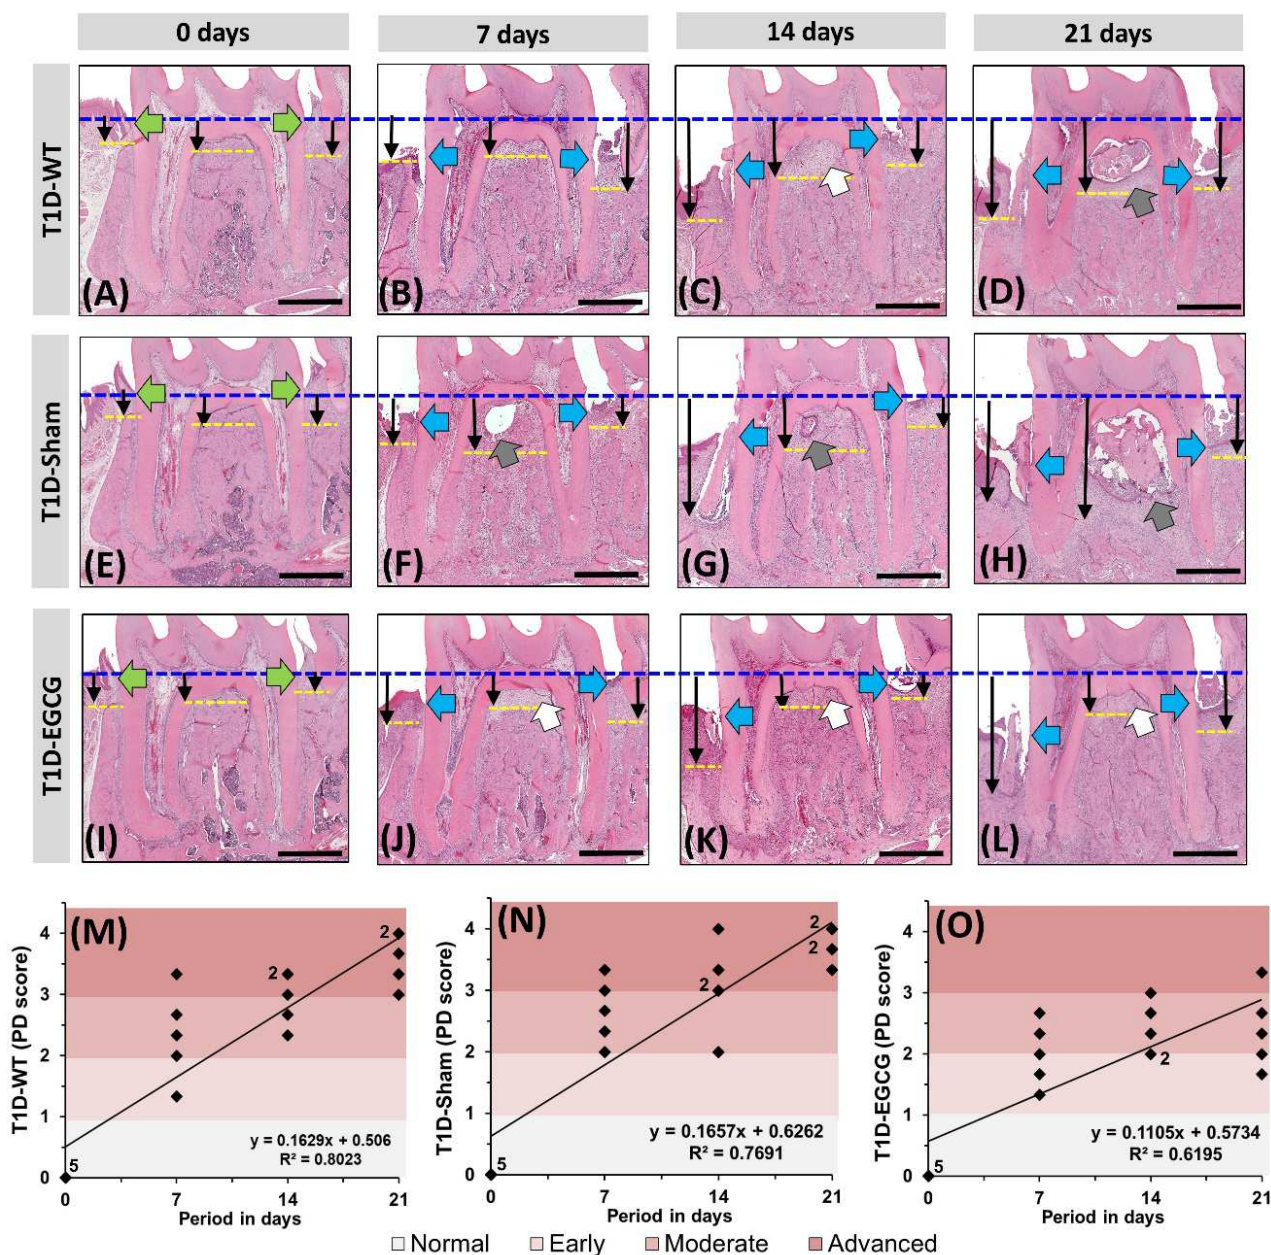 0 days
7 days
14 days
21 days
T1D-WT
(A)
(B)
(C)
(D)
T1D-Sham
(E)
(F)
(G)
(H)
T1D-EGCG
(I)
(J)
(K)
(L)
(M)
T1D-WT (PD score)
4
3
2
1
0
2
2
5
y = 0.1629x + 0.506
R² = 0.8023
0 7 14 21
Period in days
(N)
T1D-Sham (PD score)
4
3
2
1
0
2
2
2
5
y = 0.1657x + 0.6262
R² = 0.7691
0 7 14 21
Period in days
(O)
T1D-EGCG (PD score)
4
3
2
1
0
2
5
y = 0.1105x + 0.5734
R² = 0.6195
0 7 14 21
Period in days
Normal Early Moderate Advanced